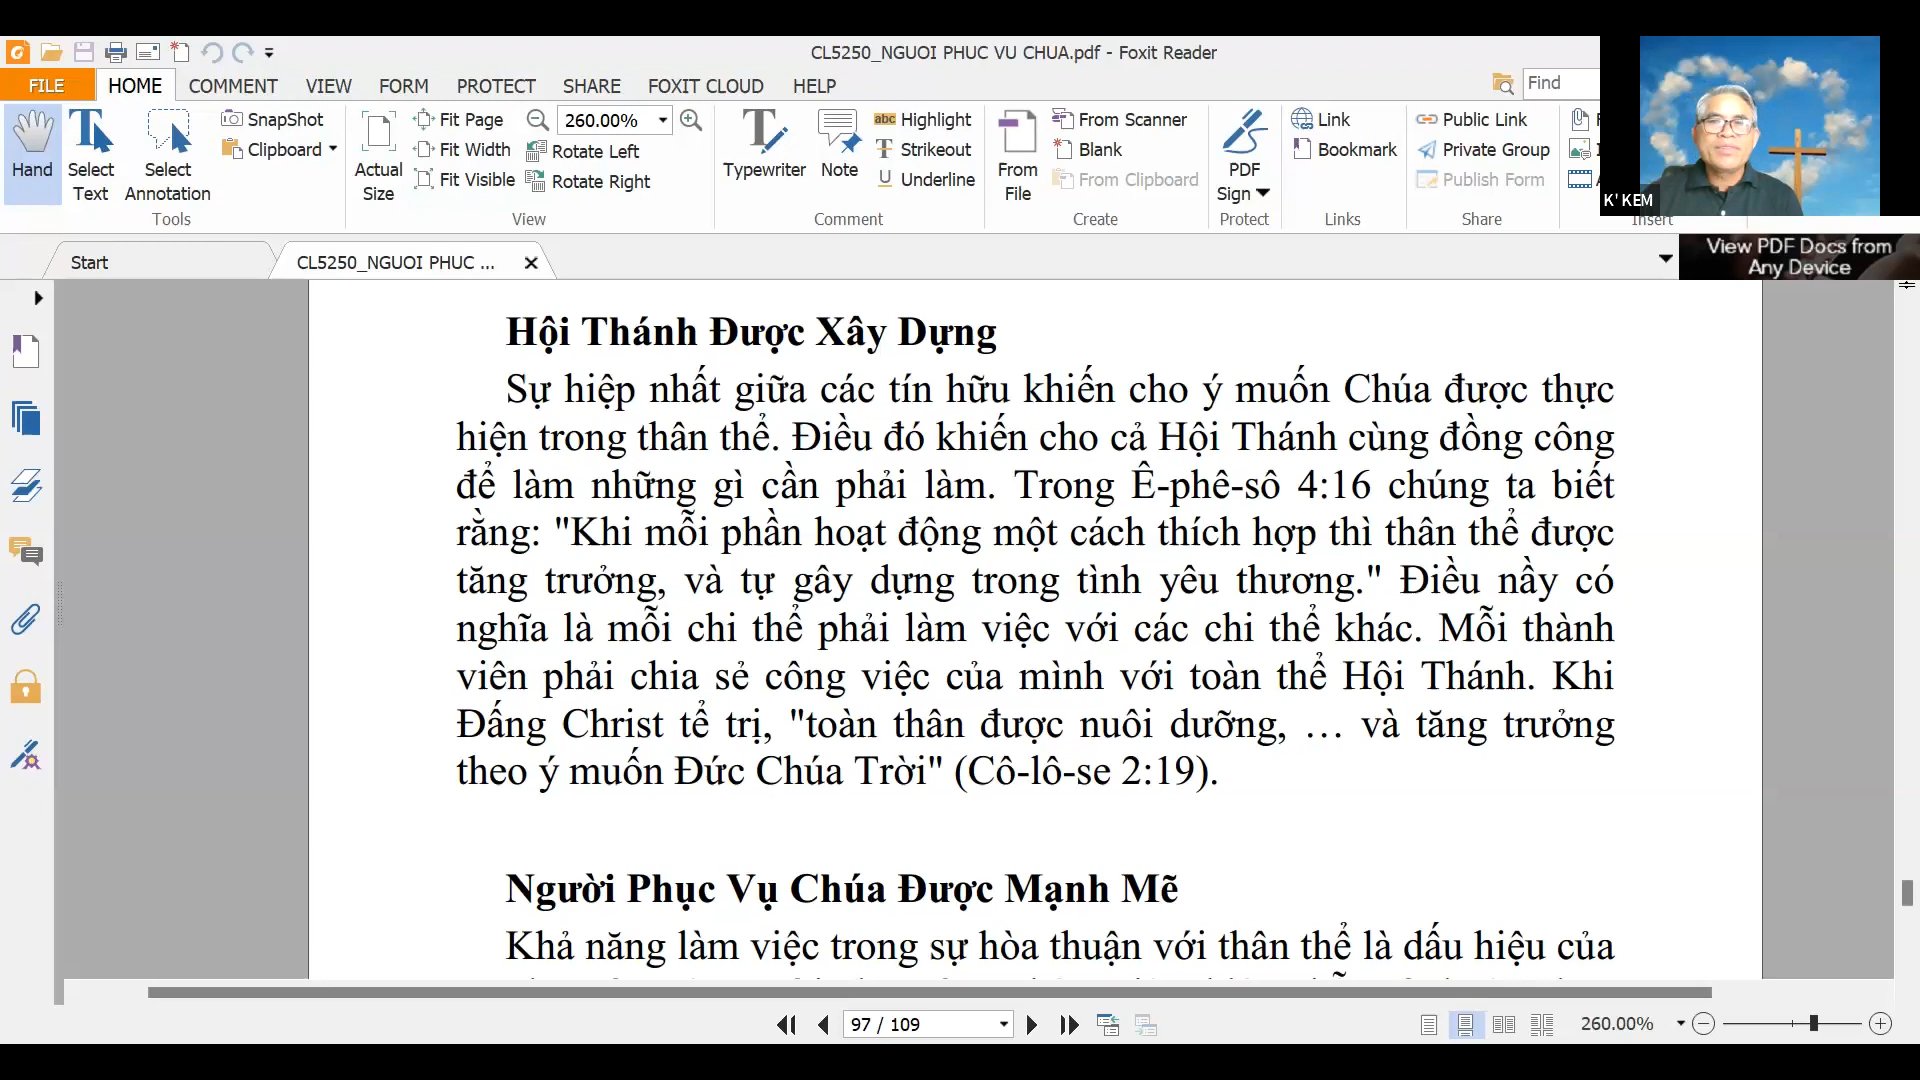 CL5250_NGUOI PHUC VU CHUA.pdf - Foxit Reader
FILE HOME COMMENT VIEW FORM PROTECT SHARE FOXIT CLOUD HELP Find
Hand
Select Text
Select Annotation
SnapShot
Clipboard
Tools
Actual Size
Fit Page
Fit Width
Fit Visible
260.00%
Rotate Left
Rotate Right
View
Typewriter
Note
Highlight
Strikeout
Underline
Comment
From File
From Scanner
Blank
From Clipboard
Create
PDF Sign
Protect
Link
Bookmark
Links
Public Link
Private Group
Publish Form
Share
Insert
K' KEM
Start
CL5250_NGUOI PHUC ...
View PDF Docs from
Any Device
Hội Thánh Được Xây Dựng
Sự hiệp nhất giữa các tín hữu khiến cho ý muốn Chúa được thực
hiện trong thân thể. Điều đó khiến cho cả Hội Thánh cùng đồng công
để làm những gì cần phải làm. Trong Ê-phê-sô 4:16 chúng ta biết
rằng: "Khi mỗi phần hoạt động một cách thích hợp thì thân thể được
tăng trưởng, và tự gây dựng trong tình yêu thương." Điều nầy có
nghĩa là mỗi chi thể phải làm việc với các chi thể khác. Mỗi thành
viên phải chia sẻ công việc của mình với toàn thể Hội Thánh. Khi
Đấng Christ tể trị, "toàn thân được nuôi dưỡng, … và tăng trưởng
theo ý muốn Đức Chúa Trời" (Cô-lô-se 2:19).
Người Phục Vụ Chúa Được Mạnh Mẽ
Khả năng làm việc trong sự hòa thuận với thân thể là dấu hiệu của
97 / 109
260.00%